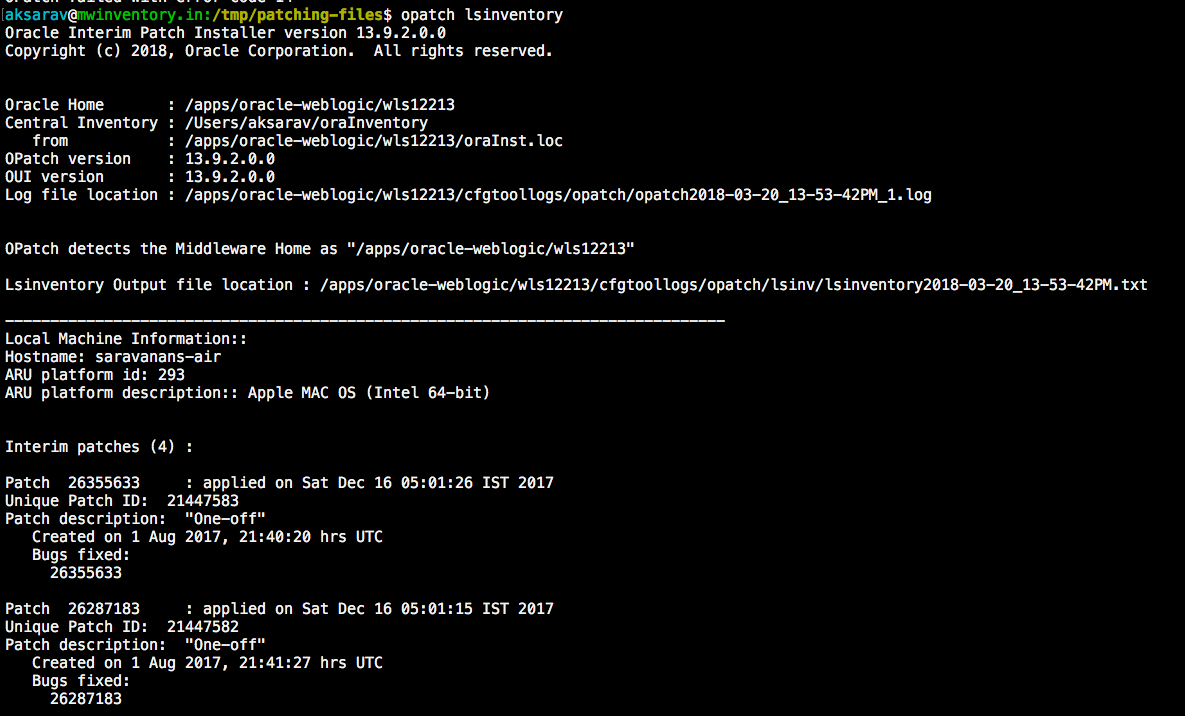 [aksarav@mwinventory.in:/tmp/patching-files$ opatch lsinventory
Oracle Interim Patch Installer version 13.9.2.0.0
Copyright (c) 2018, Oracle Corporation.  All rights reserved.
Oracle Home       : /apps/oracle-weblogic/wls12213
Central Inventory : /Users/aksarav/oraInventory
   from           : /apps/oracle-weblogic/wls12213/oraInst.loc
OPatch version    : 13.9.2.0.0
OUI version       : 13.9.2.0.0
Log file location : /apps/oracle-weblogic/wls12213/cfgtoollogs/opatch/opatch2018-03-20_13-53-42PM_1.log
OPatch detects the Middleware Home as "/apps/oracle-weblogic/wls12213"
Lsinventory Output file location : /apps/oracle-weblogic/wls12213/cfgtoollogs/opatch/lsinv/lsinventory2018-03-20_13-53-42PM.txt
--------------------------------------------------------------------------------
Local Machine Information::
Hostname: saravanans-air
ARU platform id: 293
ARU platform description:: Apple MAC OS (Intel 64-bit)
Interim patches (4) :
Patch  26355633     : applied on Sat Dec 16 05:01:26 IST 2017
Unique Patch ID:  21447583
Patch description:  "One-off"
   Created on 1 Aug 2017, 21:40:20 hrs UTC
   Bugs fixed:
     26355633
Patch  26287183     : applied on Sat Dec 16 05:01:15 IST 2017
Unique Patch ID:  21447582
Patch description:  "One-off"
   Created on 1 Aug 2017, 21:41:27 hrs UTC
   Bugs fixed:
     26287183